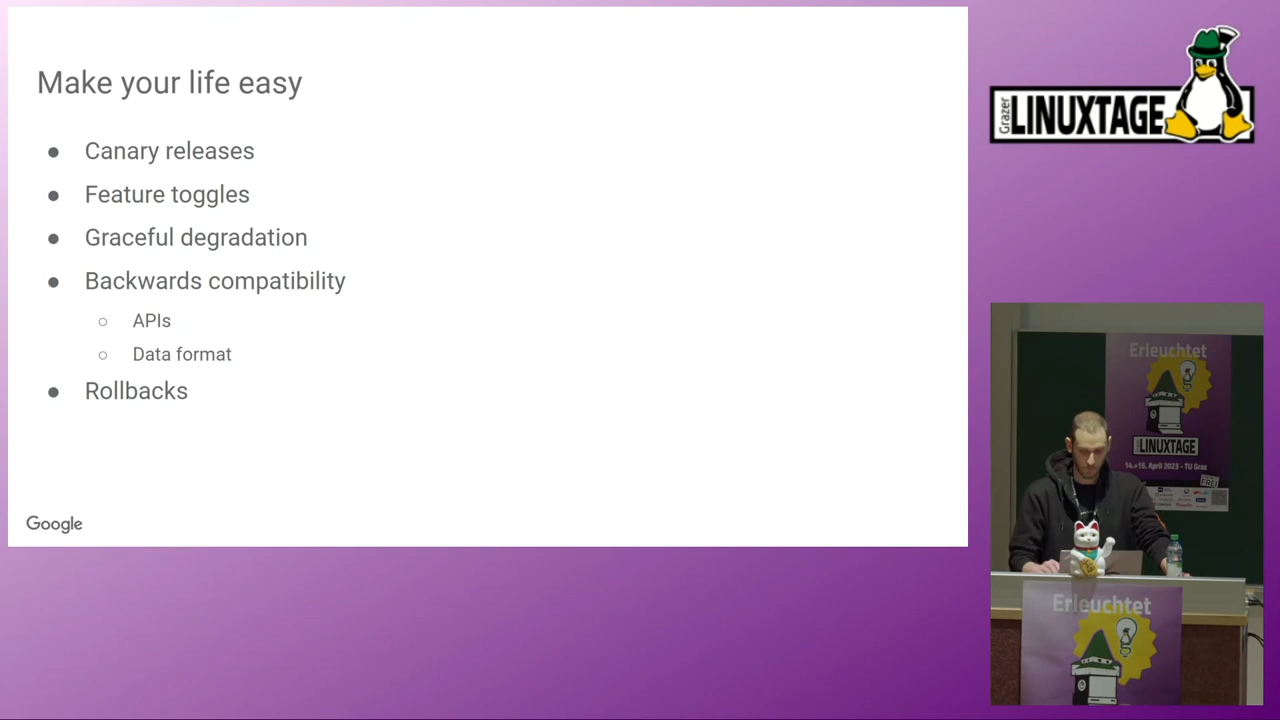 Make your life easy
● Canary releases
● Feature toggles
● Graceful degradation
● Backwards compatibility
○ APIs
○ Data format
● Rollbacks
Google
Grazer
LINUXTAGE
Erleuchtet
LINUXTAGE
14.+15. April 2023 - TU Graz
Erleuchtet